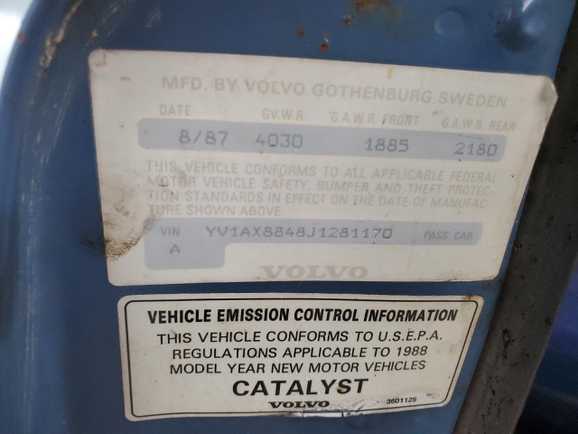 MFD. BY VOLVO GOTHENBURG SWEDEN
DATE G.V.W.R. G.A.W.R. FRONT G.A.W.R. REAR
8/87 4030 1885 2180
THIS VEHICLE CONFORMS TO ALL APPLICABLE FEDERAL
MOTOR VEHICLE SAFETY, BUMPER, AND THEFT PROTEC-
TION STANDARDS IN EFFECT ON THE DATE OF MANUFAC-
TURE SHOWN ABOVE
VIN YV1AX8848J1281170 PASS CAR
A
VOLVO
VEHICLE EMISSION CONTROL INFORMATION
THIS VEHICLE CONFORMS TO U.S.E.P.A.
REGULATIONS APPLICABLE TO 1988
MODEL YEAR NEW MOTOR VEHICLES
CATALYST
VOLVO 3601125